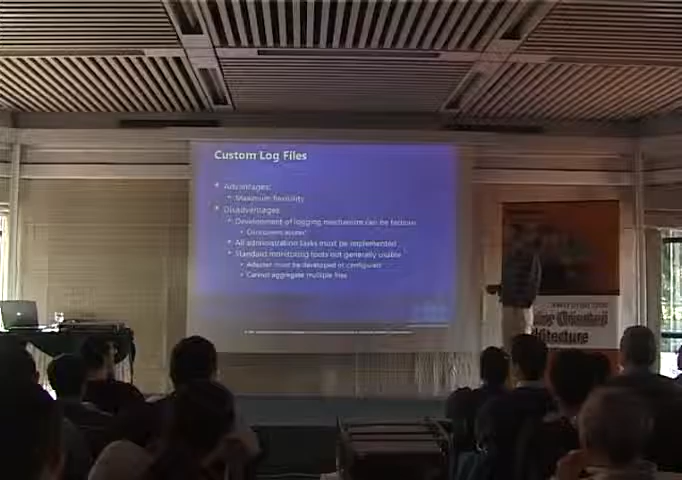 Custom Log Files
Advantages:
Maximum flexibility
Disadvantages
Development of logging mechanism can be tedious
Concurrent access!
All administration tasks must be implemented
Standard monitoring tools not generally usable
Adapter must be developed or configured
Cannot aggregate multiple files
Oriented